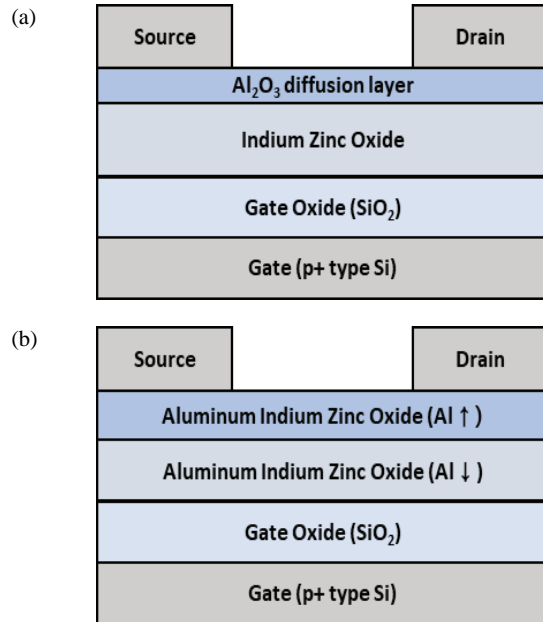 (a)
Source
Drain
Al₂O₃ diffusion layer
Indium Zinc Oxide
Gate Oxide (SiO₂)
Gate (p+ type Si)
(b)
Source
Drain
Aluminum Indium Zinc Oxide (Al ↑)
Aluminum Indium Zinc Oxide (Al ↓)
Gate Oxide (SiO₂)
Gate (p+ type Si)